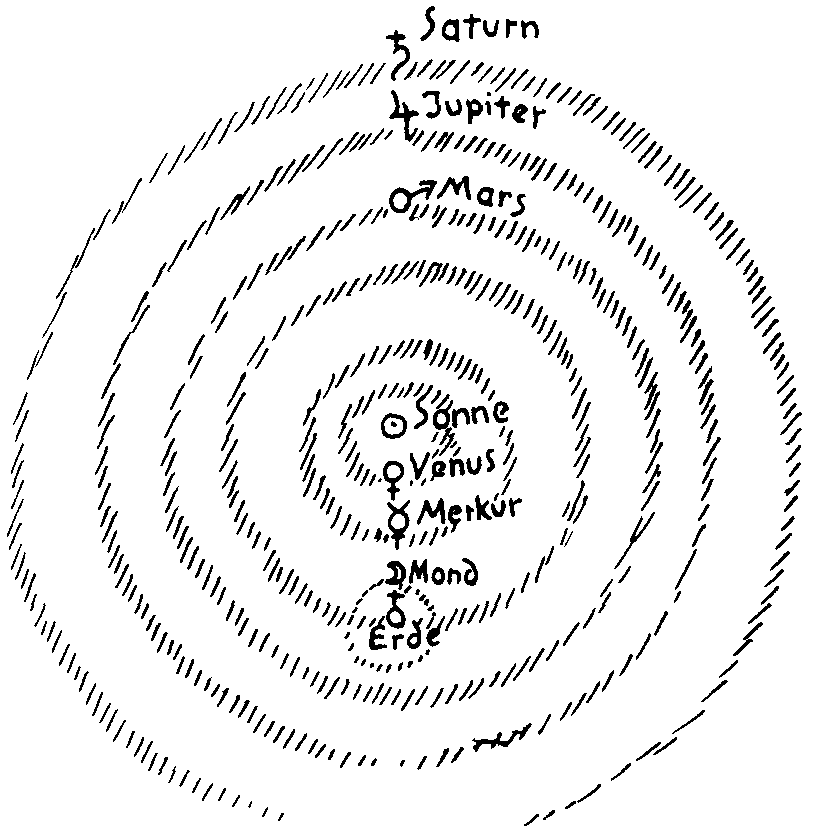 ♄ Saturn
♃ Jupiter
♂ Mars
☉ Sonne
♀ Venus
☿ Merkur
☽ Mond
♁ Erde